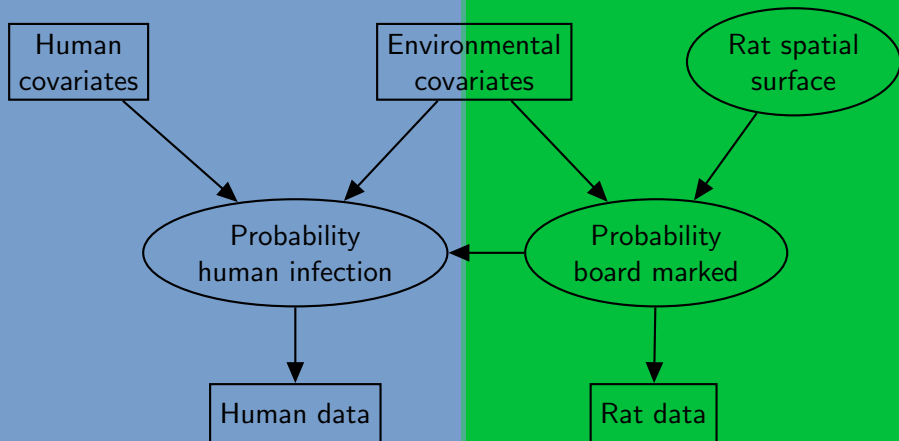 Human
covariates
Environmental
covariates
Rat spatial
surface
Probability
human infection
Probability
board marked
Human data
Rat data